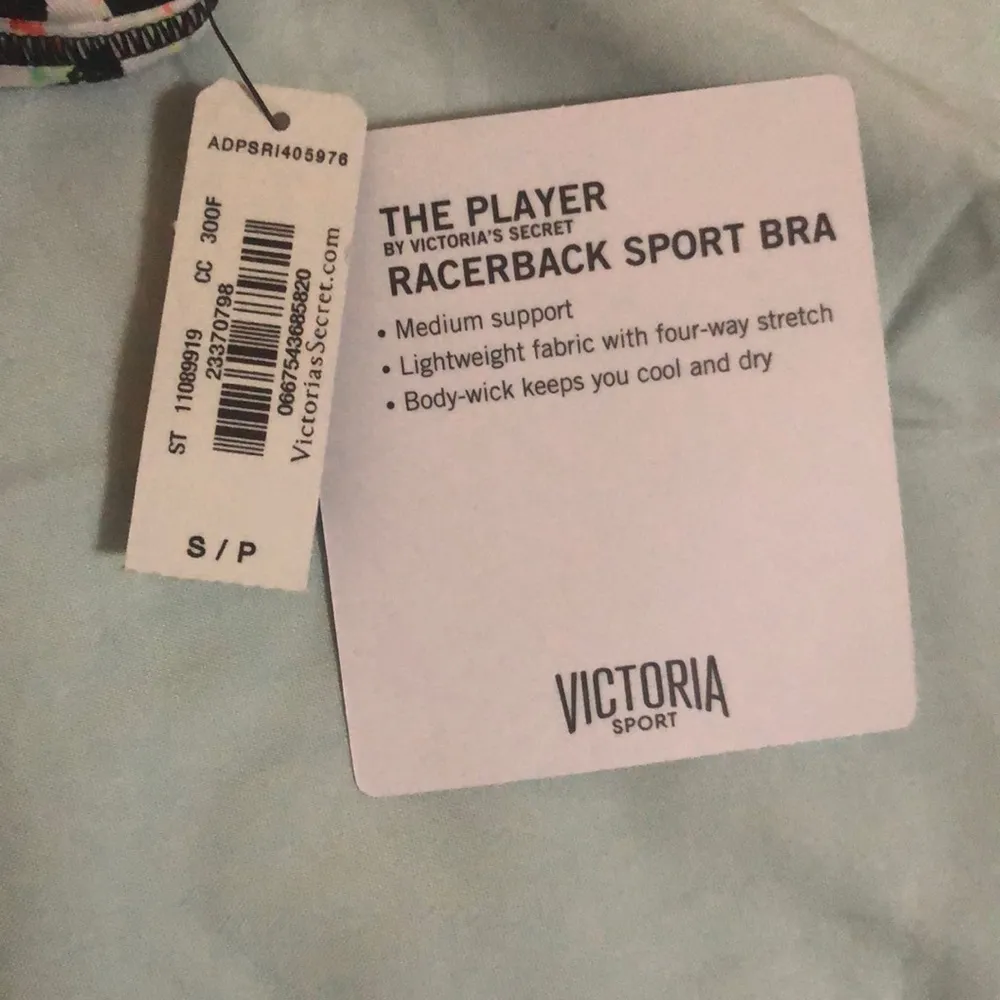 ADPSRI405976
ST 11089919 CC 300F
23370798
0667543685820
VictoriasSecret.com
S / P
THE PLAYER
BY VICTORIA'S SECRET
RACERBACK SPORT BRA
• Medium support
• Lightweight fabric with four-way stretch
• Body-wick keeps you cool and dry
VICTORIA
SPORT